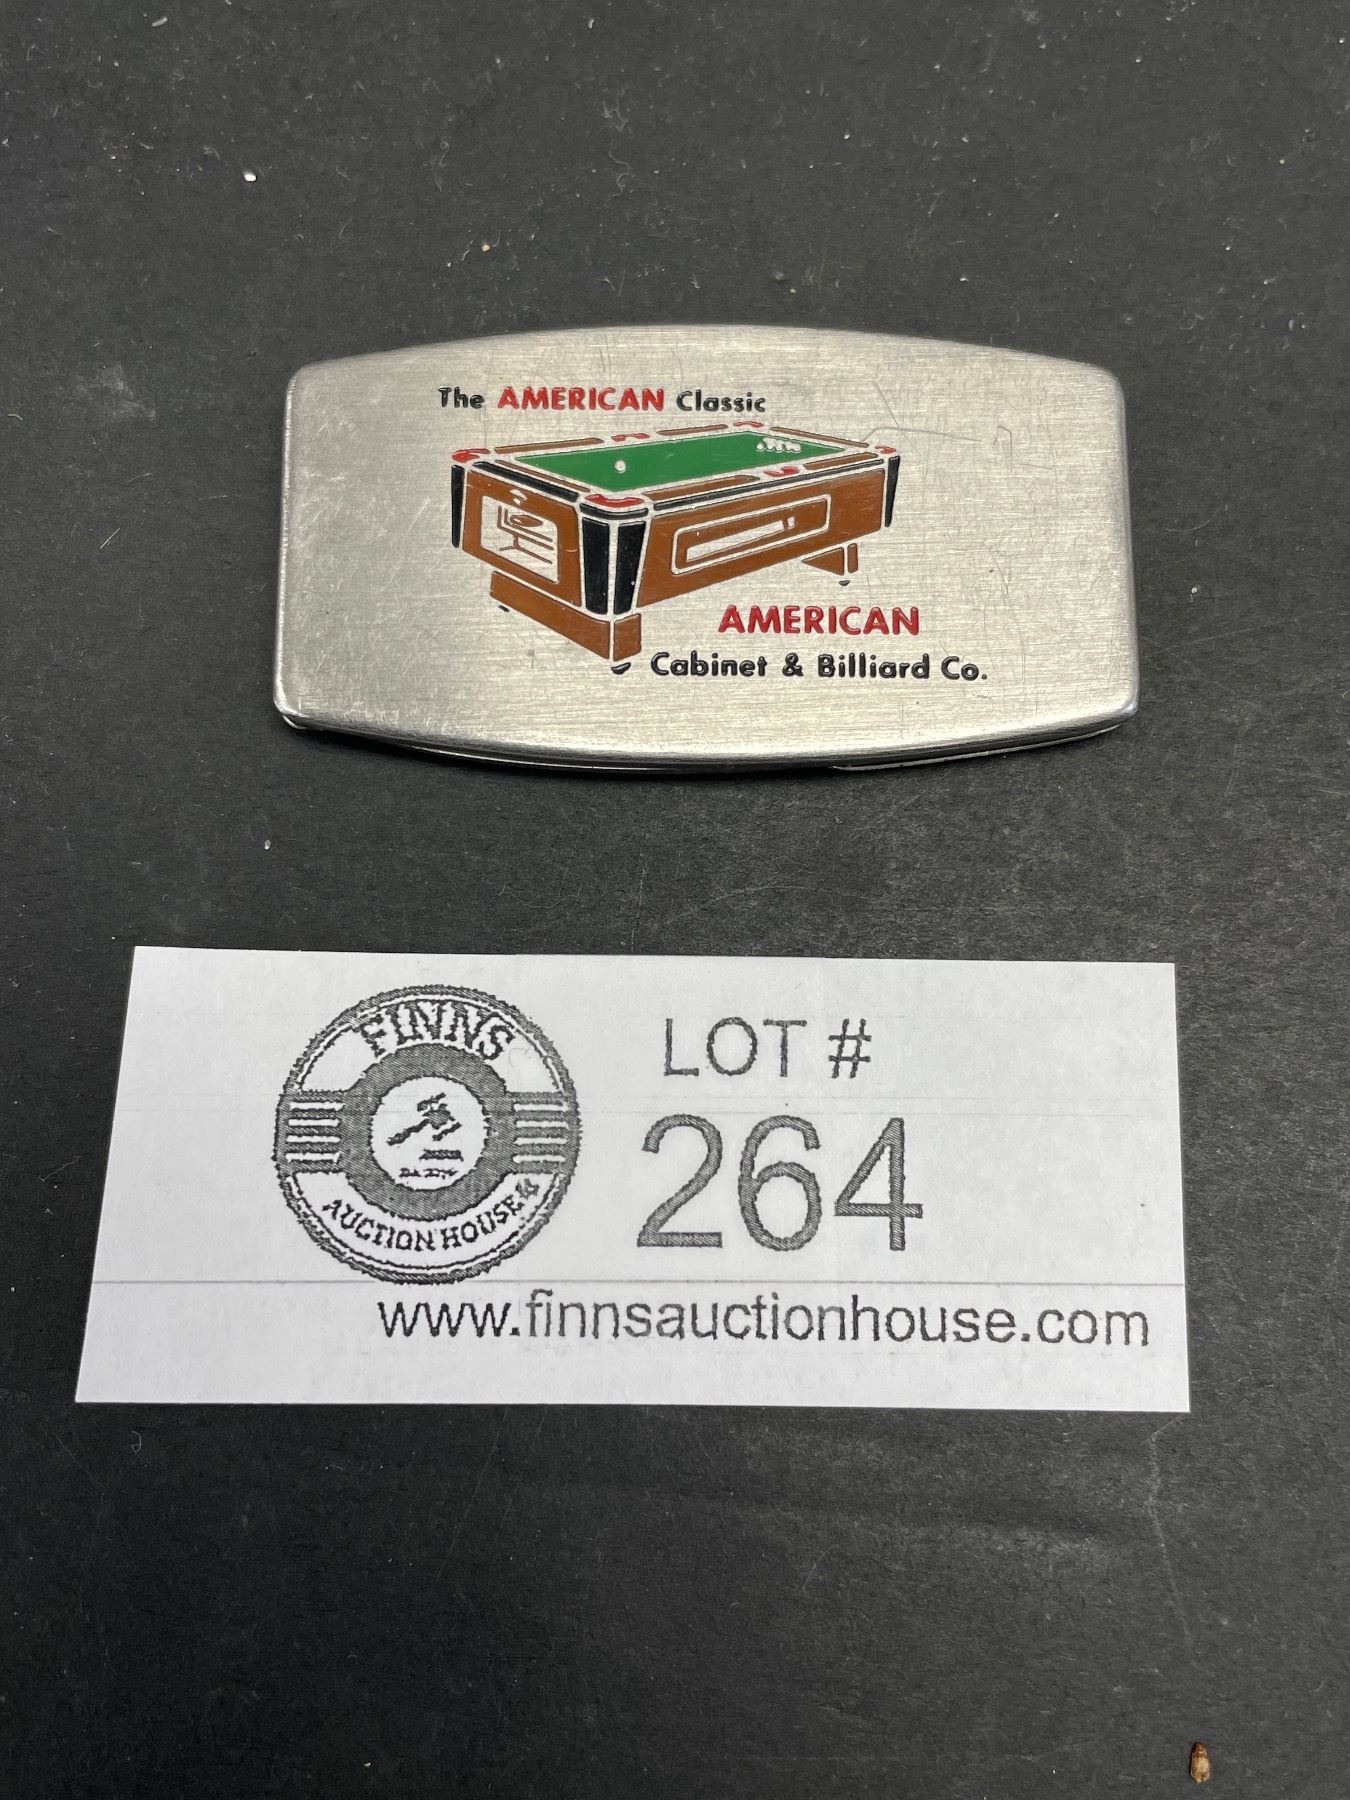 The AMERICAN Classic
AMERICAN
Cabinet & Billiard Co.
FINNS
AUCTION HOUSE
LOT #
264
www.finnsauctionhouse.com